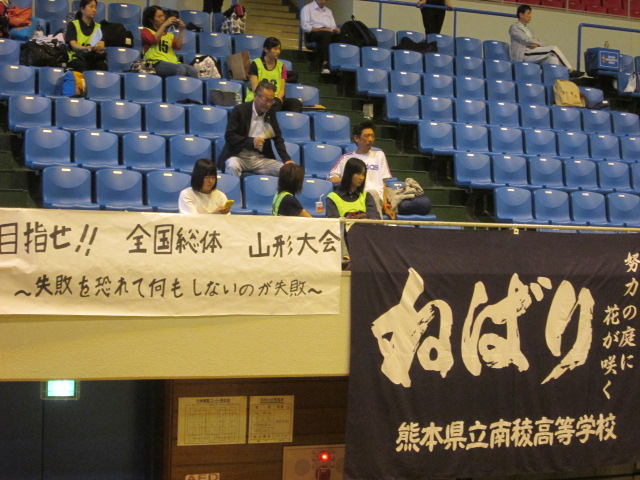 目指せ!! 全国総体 山形大会
～失敗を恐れて何もしないのが失敗～
ねばり
努力の庭に
花が咲く
熊本県立南稜高等学校
AED
15